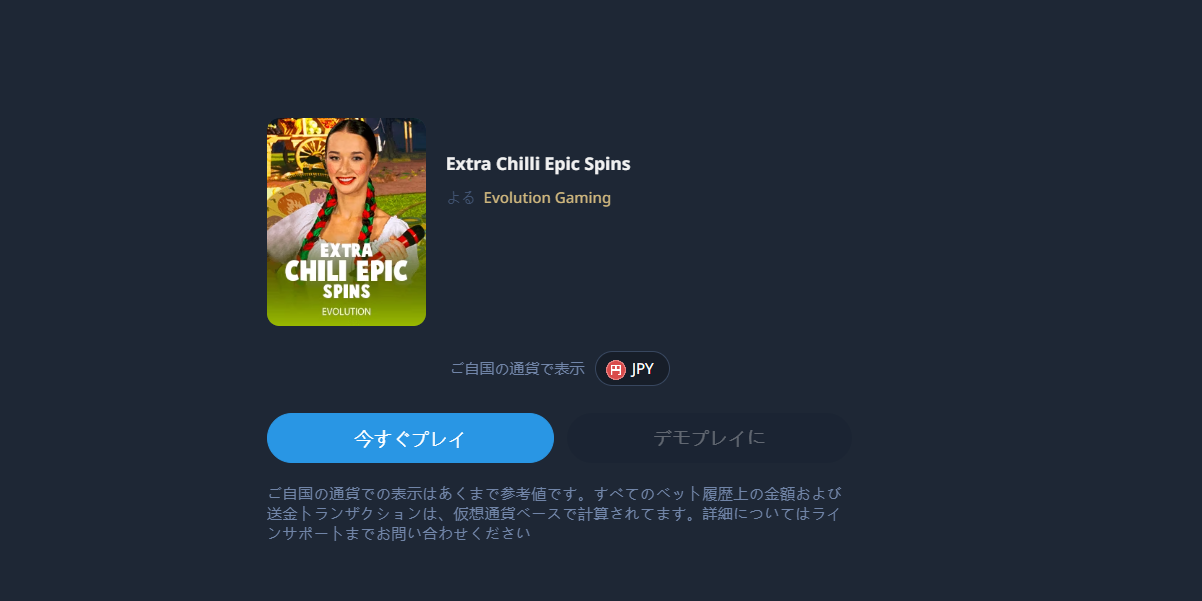 Extra Chilli Epic Spins
よる Evolution Gaming
EXTRA
CHILI EPIC
SPINS
EVOLUTION
ご自国の通貨で表示 円 JPY
今すぐプレイ デモプレイに
ご自国の通貨での表示はあくまで参考値です。すべてのベット履歴上の金額および
送金トランザクションは、仮想通貨ベースで計算されてます。詳細についてはライ
ンサポートまでお問い合わせください